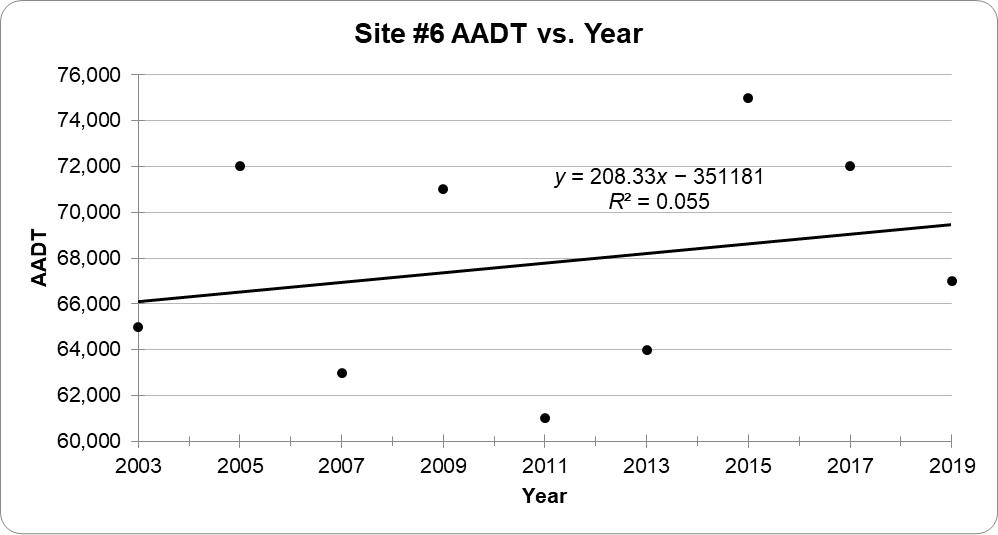 Site #6 AADT vs. Year
76,000
74,000
72,000
y = 208.33x − 351181
R² = 0.055
70,000
AADT
68,000
66,000
64,000
62,000
60,000
2003 2005 2007 2009 2011 2013 2015 2017 2019
Year